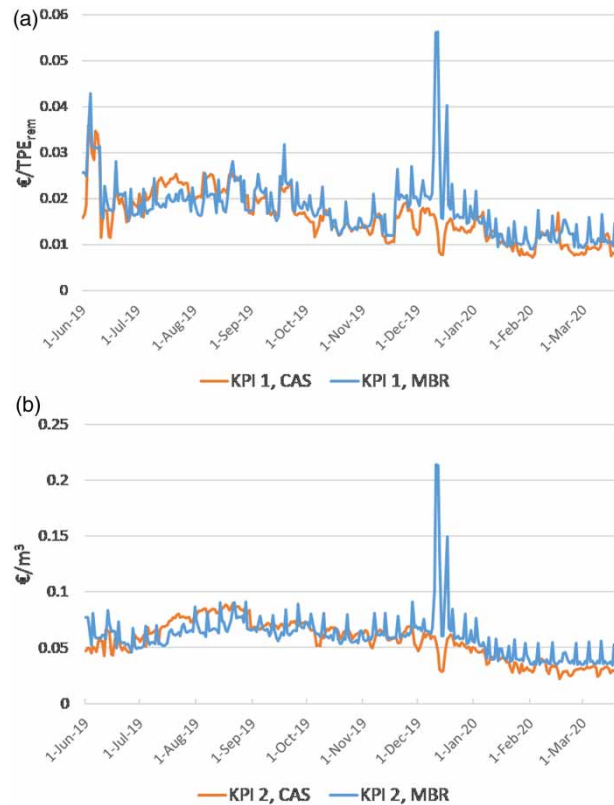 (a)
0.06
0.05
0.04
0.03
0.02
0.01
0
€/TPErem
1-Jun-19
1-Jul-19
1-Aug-19
1-Sep-19
1-Oct-19
1-Nov-19
1-Dec-19
1-Jan-20
1-Feb-20
1-Mar-20
KPI 1, CAS
KPI 1, MBR
(b)
0.25
0.2
0.15
0.1
0.05
0
€/m³
1-Jun-19
1-Jul-19
1-Aug-19
1-Sep-19
1-Oct-19
1-Nov-19
1-Dec-19
1-Jan-20
1-Feb-20
1-Mar-20
KPI 2, CAS
KPI 2, MBR